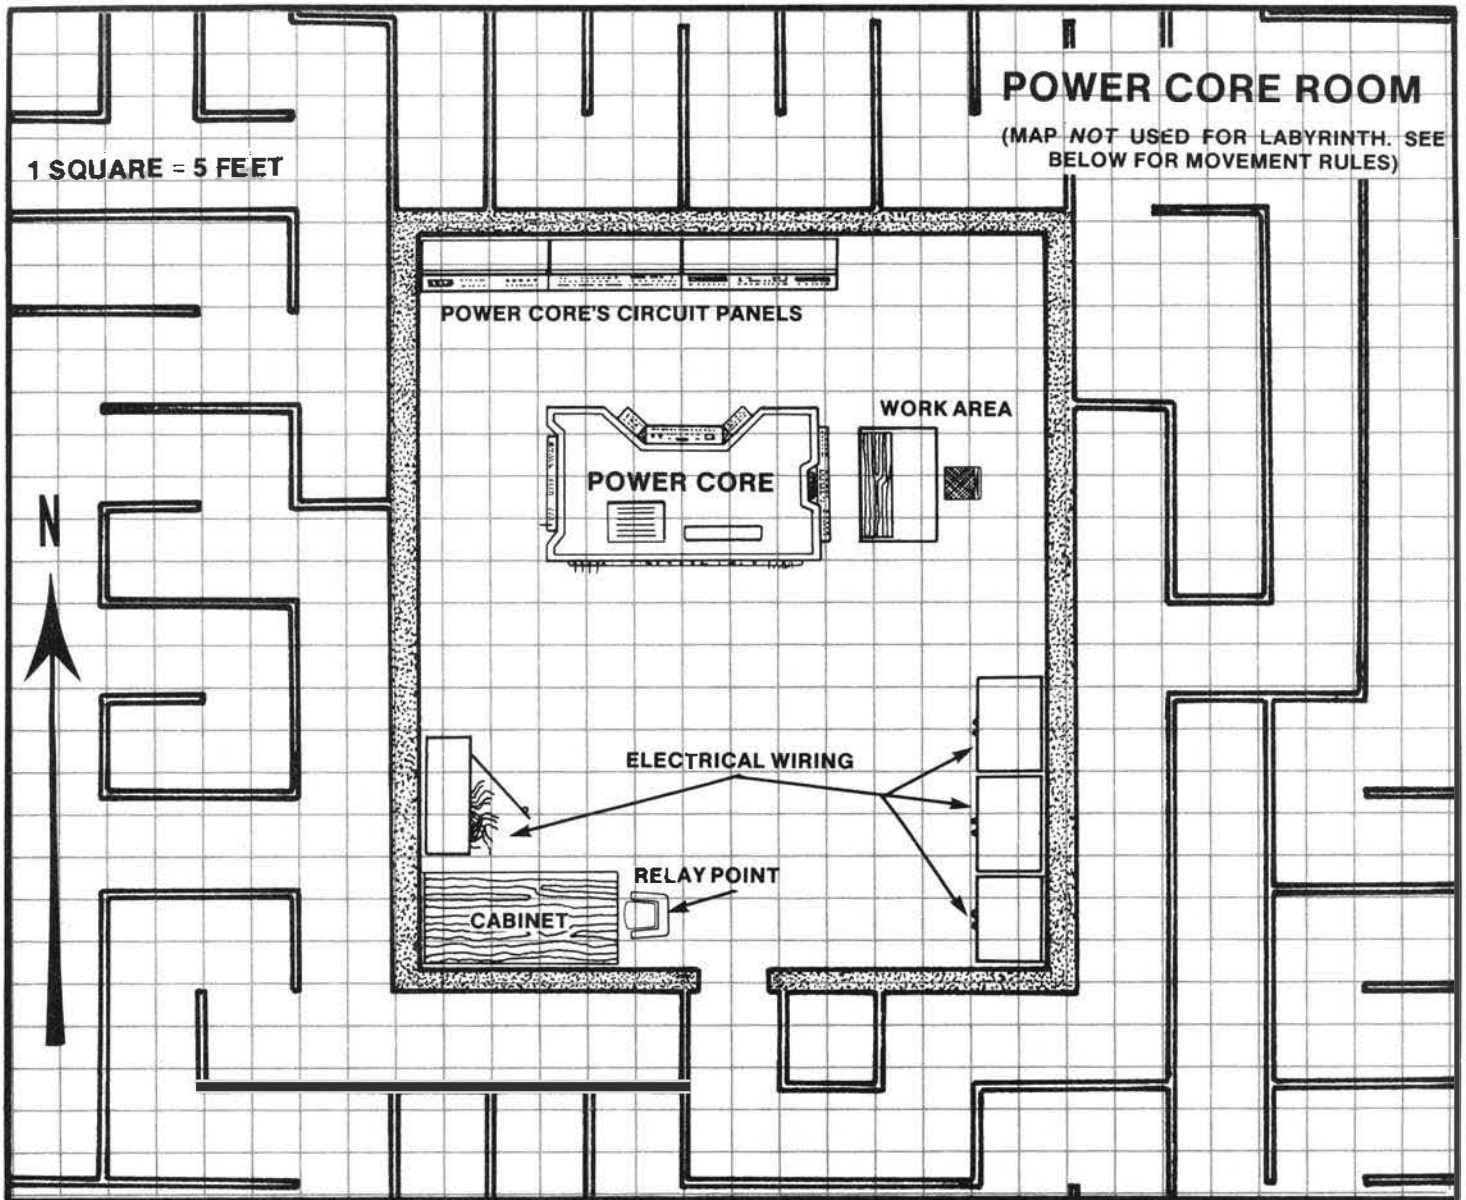 POWER CORE ROOM
(MAP NOT USED FOR LABYRINTH. SEE
BELOW FOR MOVEMENT RULES)
1 SQUARE = 5 FEET
POWER CORE'S CIRCUIT PANELS
WORK AREA
POWER CORE
N
ELECTRICAL WIRING
RELAY POINT
CABINET